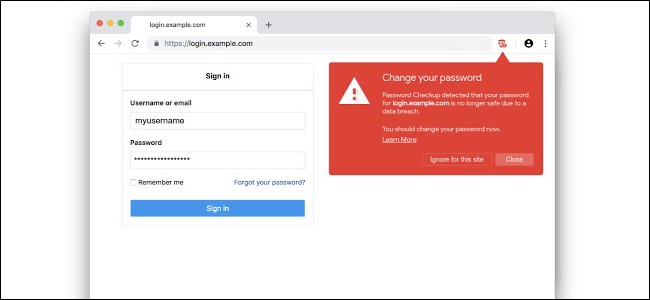 login.example.com
https://login.example.com
Sign in
Username or email
myusername
Password
*****************
Remember me
Forgot your password?
Sign in
Change your password
Password Checkup detected that your password
for login.example.com is no longer safe due to a
data breach.
You should change your password now.
Learn More
Ignore for this site
Close